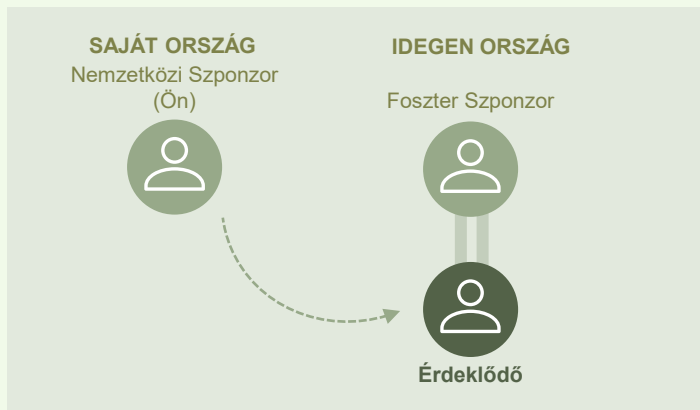 SAJÁT ORSZÁG
Nemzetközi Szponzor
(Ön)
IDEGEN ORSZÁG
Foszter Szponzor
Érdeklődő